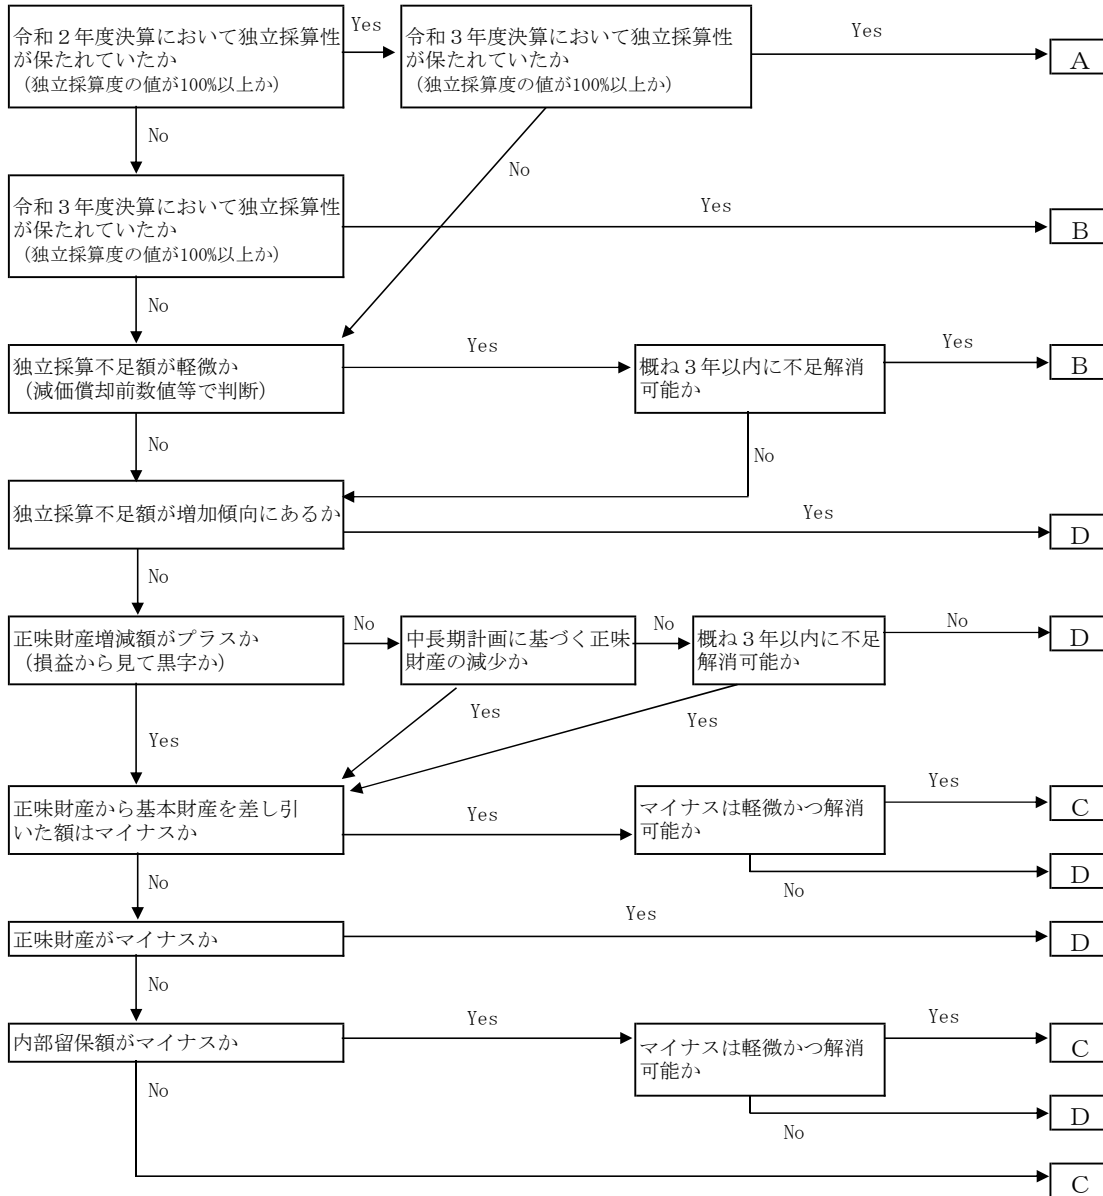 令和２年度決算において独立採算性
が保たれていたか
（独立採算度の値が100%以上か）
Yes
令和３年度決算において独立採算性
が保たれていたか
（独立採算度の値が100%以上か）
Yes
A
No
No
令和３年度決算において独立採算性
が保たれていたか
（独立採算度の値が100%以上か）
Yes
B
No
独立採算不足額が軽微か
（減価償却前数値等で判断）
Yes
概ね３年以内に不足解消
可能か
Yes
B
No
No
独立採算不足額が増加傾向にあるか
Yes
D
No
正味財産増減額がプラスか
（損益から見て黒字か）
No
中長期計画に基づく正味
財産の減少か
No
概ね３年以内に不足
解消可能か
No
D
Yes
Yes
Yes
正味財産から基本財産を差し引
いた額はマイナスか
Yes
マイナスは軽微かつ解消
可能か
Yes
C
No
D
No
正味財産がマイナスか
Yes
D
No
内部留保額がマイナスか
Yes
マイナスは軽微かつ解消
可能か
Yes
C
No
D
No
C